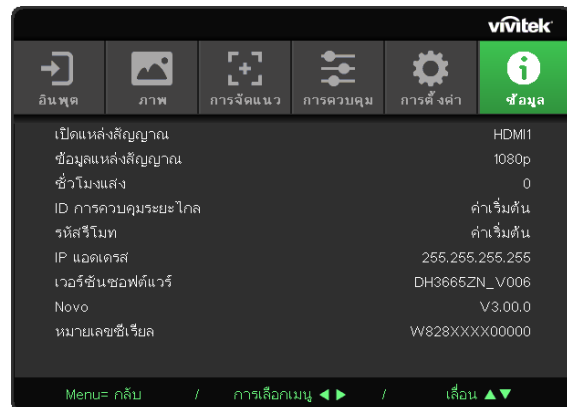 vivitek
อินพุต ภาพ การจัดแนว การควบคุม การตั้งค่า ข้อมูล
เปิดแหล่งสัญญาณ HDMI1
ข้อมูลแหล่งสัญญาณ 1080p
ชั่วโมงแสง 0
ID การควบคุมระยะไกล ค่าเริ่มต้น
รหัสรีโมท ค่าเริ่มต้น
IP แอดเดรส 255.255.255.255
เวอร์ชันซอฟต์แวร์ DH3665ZN_V006
Novo V3.00.0
หมายเลขซีเรียล W828XXXX00000
Menu= กลับ / การเลือกเมนู ◀ ▶ / เลื่อน ▲▼